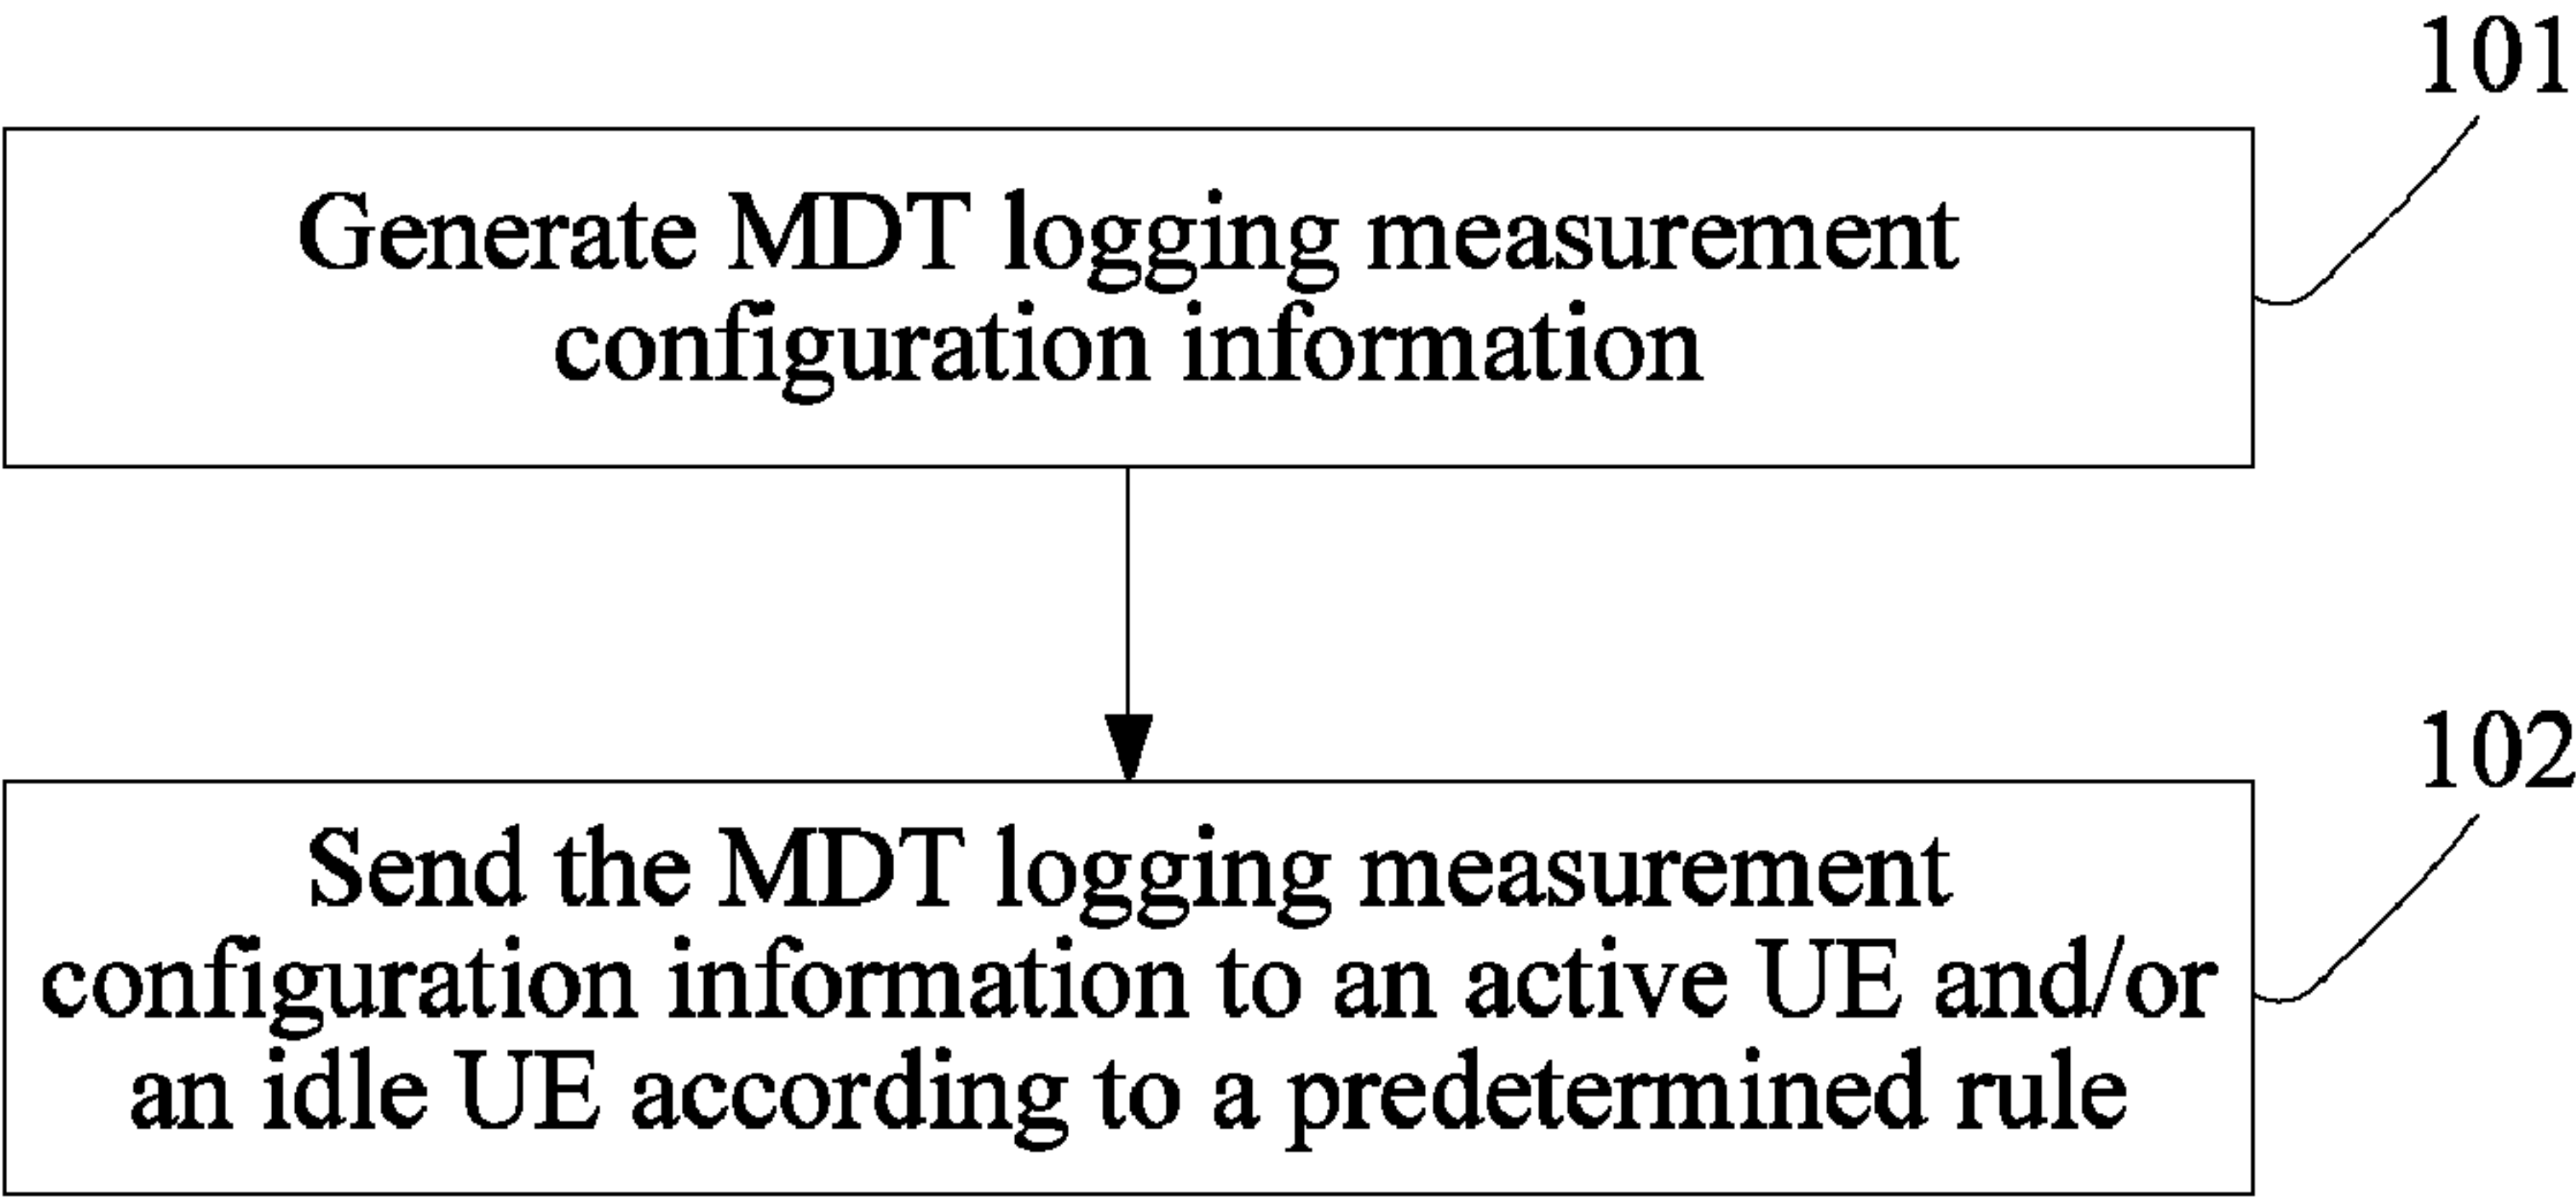 101
Generate MDT logging measurement
configuration information
102
Send the MDT logging measurement
configuration information to an active UE and/or
an idle UE according to a predetermined rule